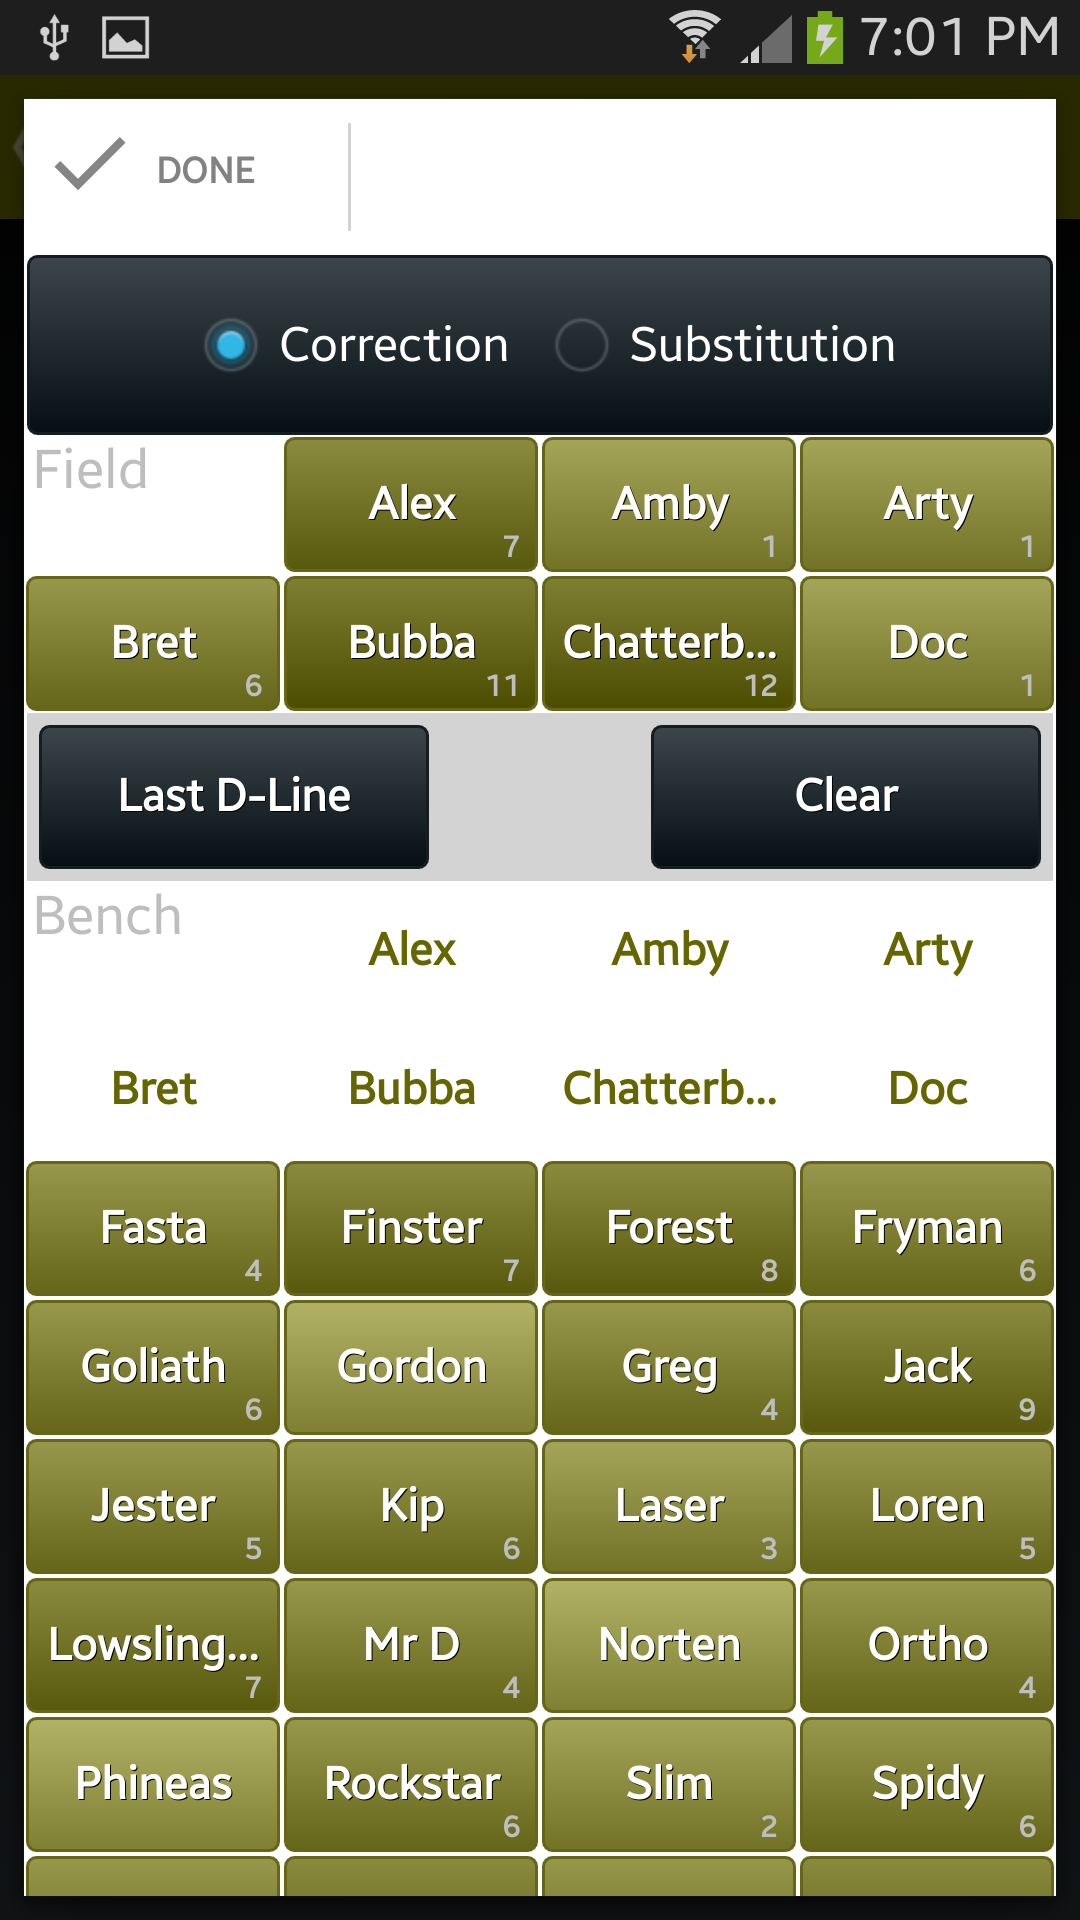 7:01 PM
DONE
Correction Substitution
Field
Alex 7 Amby 1 Arty 1
Bret 6 Bubba 11 Chatterb... 12 Doc 1
Last D-Line Clear
Bench
Alex Amby Arty
Bret Bubba Chatterb... Doc
Fasta 4 Finster 7 Forest 8 Fryman 6
Goliath 6 Gordon Greg 4 Jack 9
Jester 5 Kip 6 Laser 3 Loren 5
Lowsling... 7 Mr D 4 Norten Ortho 4
Phineas Rockstar 6 Slim 2 Spidy 6